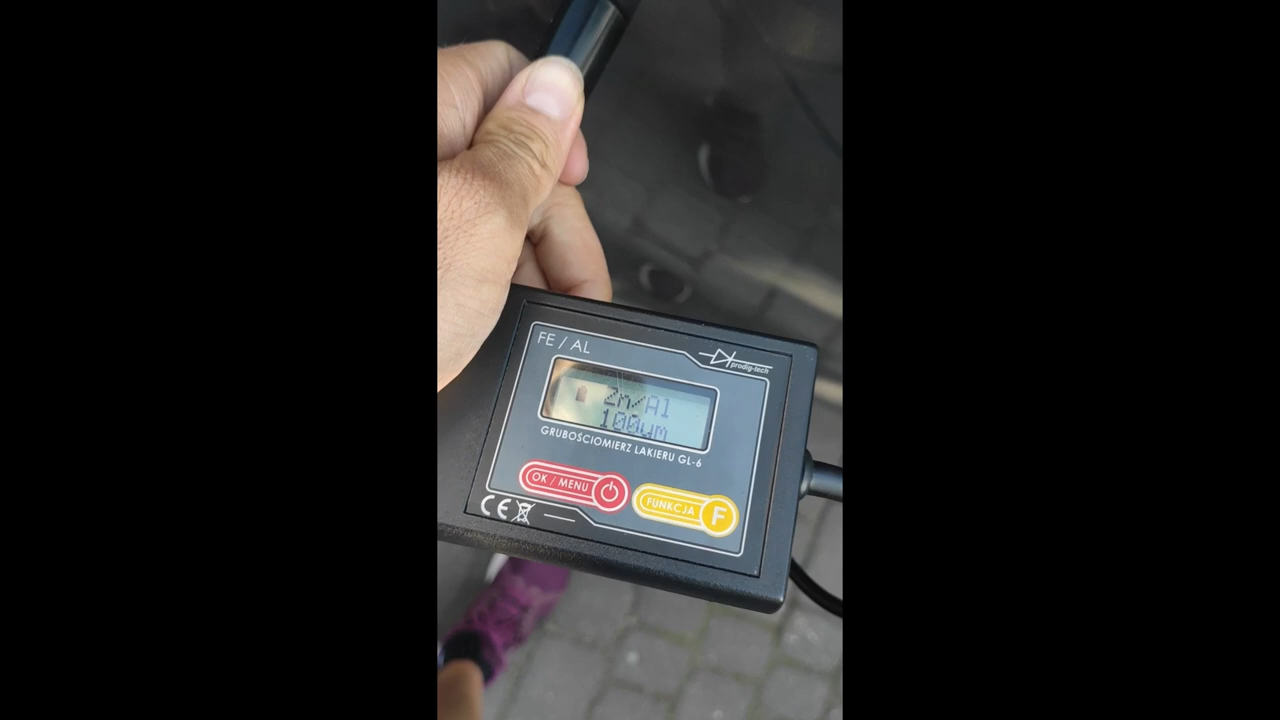 FE / AL
prodig-tech
Zn/Al
100µm
GRUBOŚCIOMIERZ LAKIERU GL-6
OK / MENU
FUNKCJA F
CE